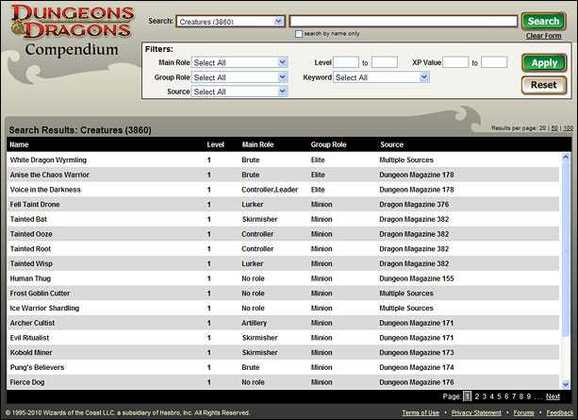 DUNGEONS & DRAGONS
Compendium
Search: Creatures (3860) Search
search by name only Clear Form
Filters:
Main Role Select All Level to XP Value to Apply
Group Role: Select All Keyword Select All
Source Select All Reset
Search Results: Creatures (3860) Results per page: 20 | 50 | 100
Name Level Main Role Group Role Source
White Dragon Wyrmling 1 Brute Elite Multiple Sources
Anise the Chaos Warrior 1 Brute Elite Dungeon Magazine 178
Voice in the Darkness 1 Controller,Leader Elite Dungeon Magazine 178
Fell Taint Drone 1 Lurker Minion Dragon Magazine 376
Tainted Bat 1 Skirmisher Minion Dragon Magazine 382
Tainted Ooze 1 Controller Minion Dragon Magazine 382
Tainted Root 1 Controller Minion Dragon Magazine 382
Tainted Wisp 1 Lurker Minion Dragon Magazine 382
Human Thug 1 No role Minion Dungeon Magazine 155
Frost Goblin Cutter 1 No role Minion Multiple Sources
Ice Warrior Shardling 1 No role Minion Multiple Sources
Archer Cultist 1 Artillery Minion Dungeon Magazine 171
Evil Ritualist 1 Skirmisher Minion Dungeon Magazine 171
Kobold Miner 1 Skirmisher Minion Dungeon Magazine 173
Pung's Believers 1 Brute Minion Dungeon Magazine 174
Fierce Dog 1 No role Minion Dungeon Magazine 176
Page: 1 2 3 4 5 6 7 8 9 ... Next
© 1995-2010 Wizards of the Coast LLC. a subsidiary of Hasbro, Inc. All Rights Reserved. Terms of Use • Privacy Statement • Forums • Feedback